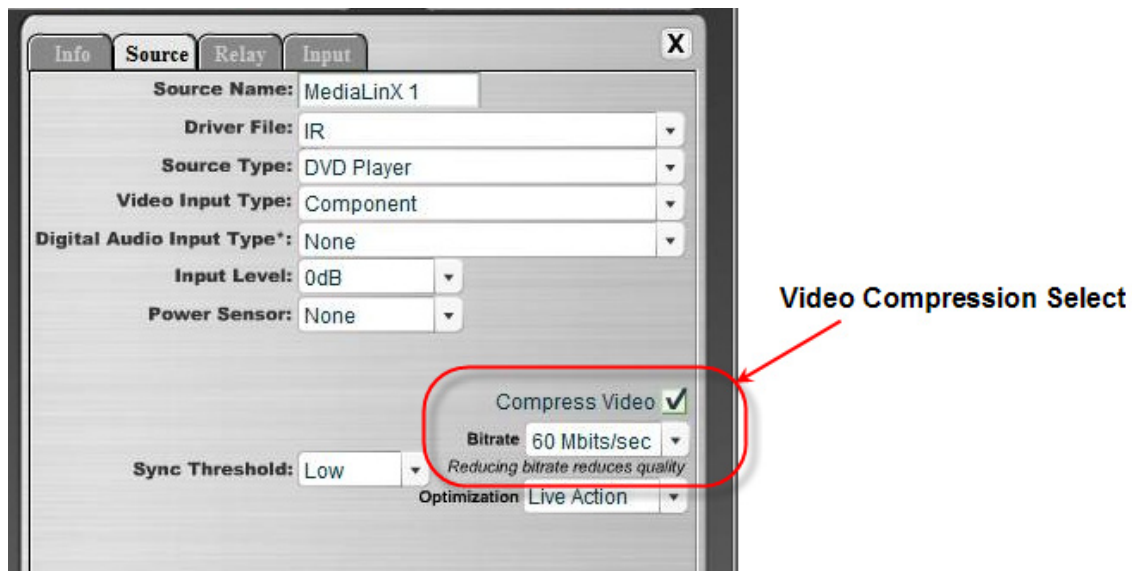 Info Source Relay Input X
Source Name: MediaLinX 1
Driver File: IR
Source Type: DVD Player
Video Input Type: Component
Digital Audio Input Type*: None
Input Level: 0dB
Power Sensor: None
Video Compression Select
Compress Video
Bitrate 60 Mbits/sec
Sync Threshold: Low
Reducing bitrate reduces quality
Optimization Live Action